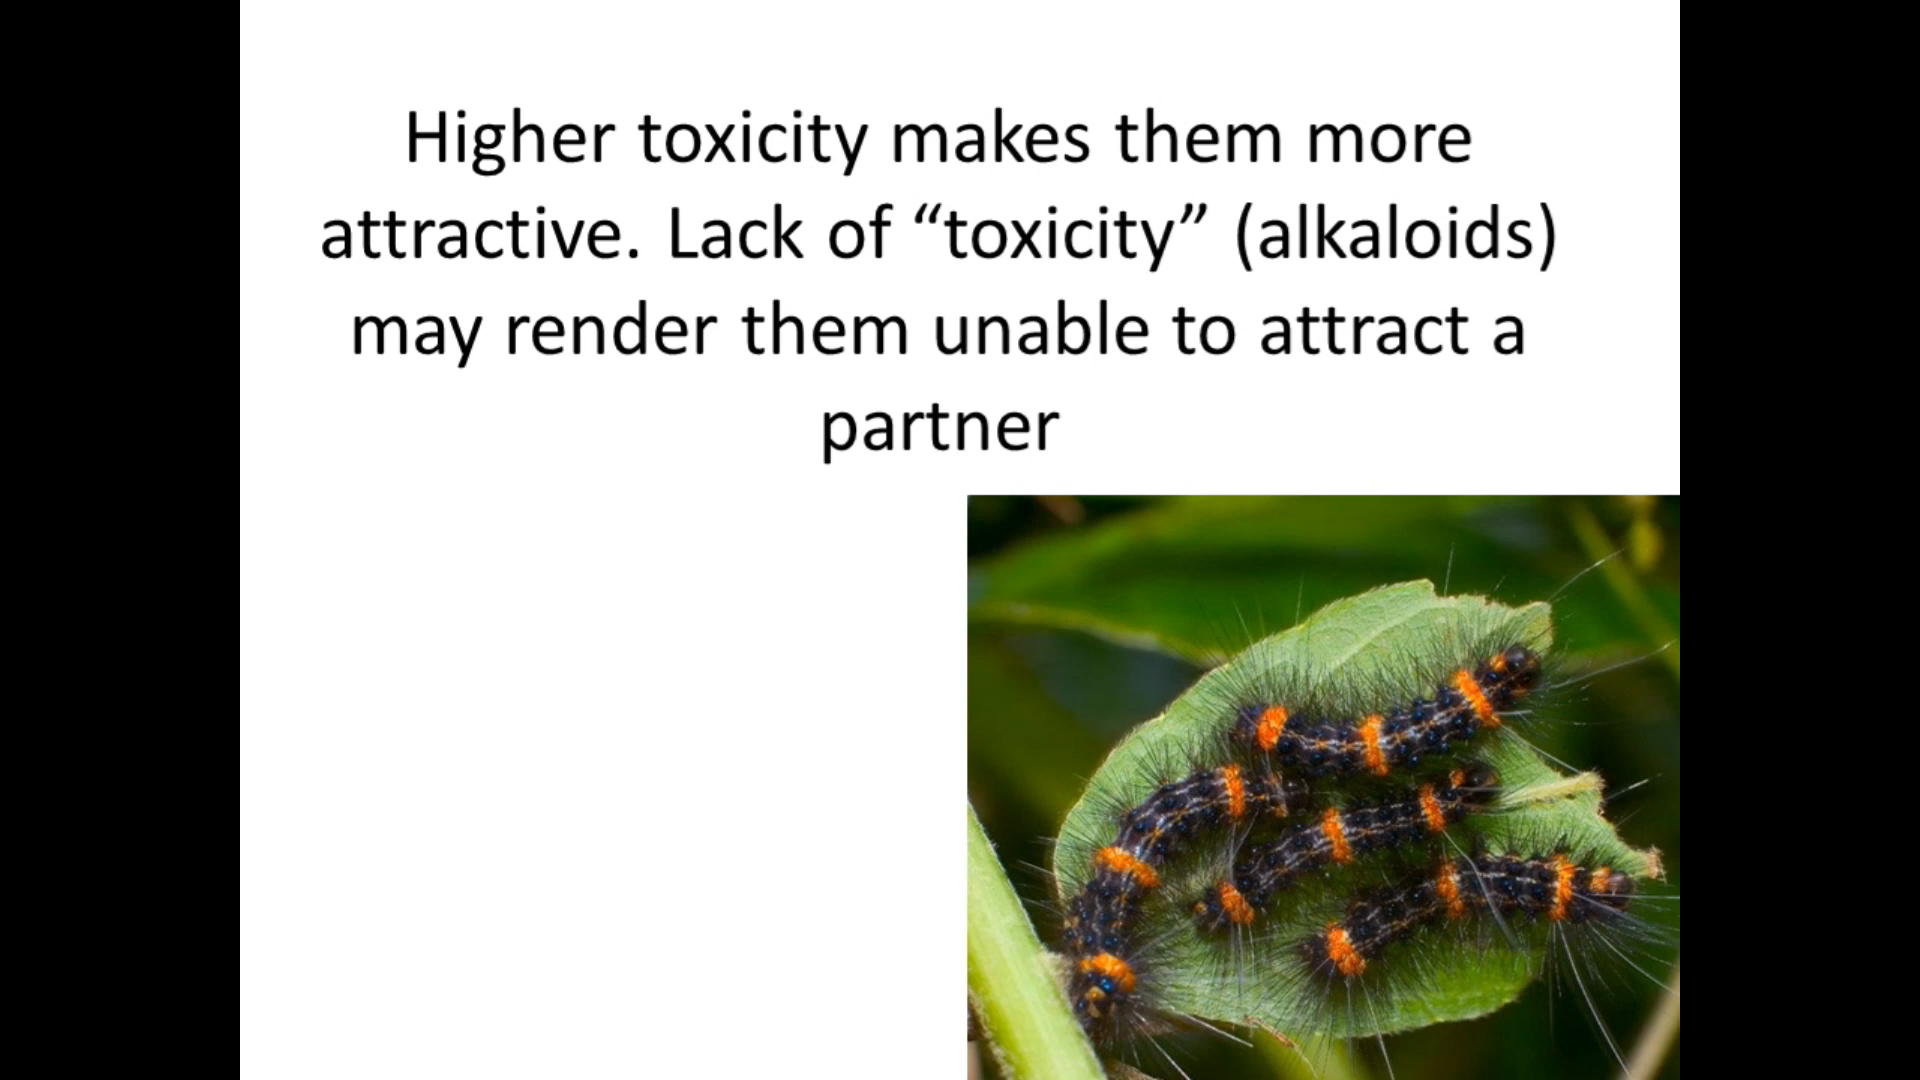 Higher toxicity makes them more
attractive. Lack of “toxicity” (alkaloids)
may render them unable to attract a
partner